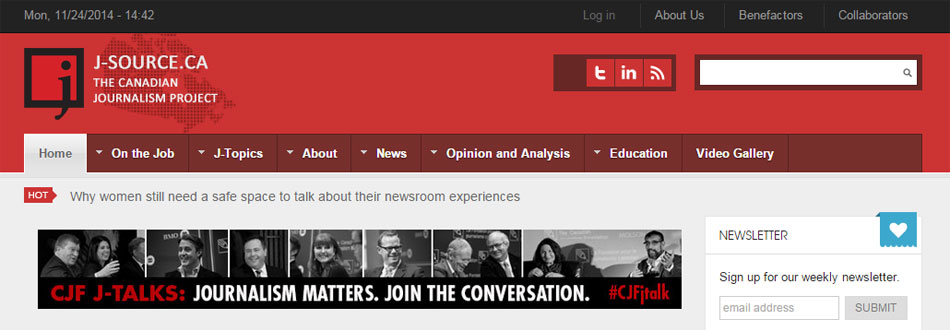 Mon, 11/24/2014 - 14:42
Log in
About Us
Benefactors
Collaborators
j
J-SOURCE.CA
THE CANADIAN
JOURNALISM PROJECT
Home
On the Job
J-Topics
About
News
Opinion and Analysis
Education
Video Gallery
HOT
Why women still need a safe space to talk about their newsroom experiences
CJF J-TALKS: JOURNALISM MATTERS. JOIN THE CONVERSATION. #CJFjtalk
NEWSLETTER
Sign up for our weekly newsletter.
email address
SUBMIT